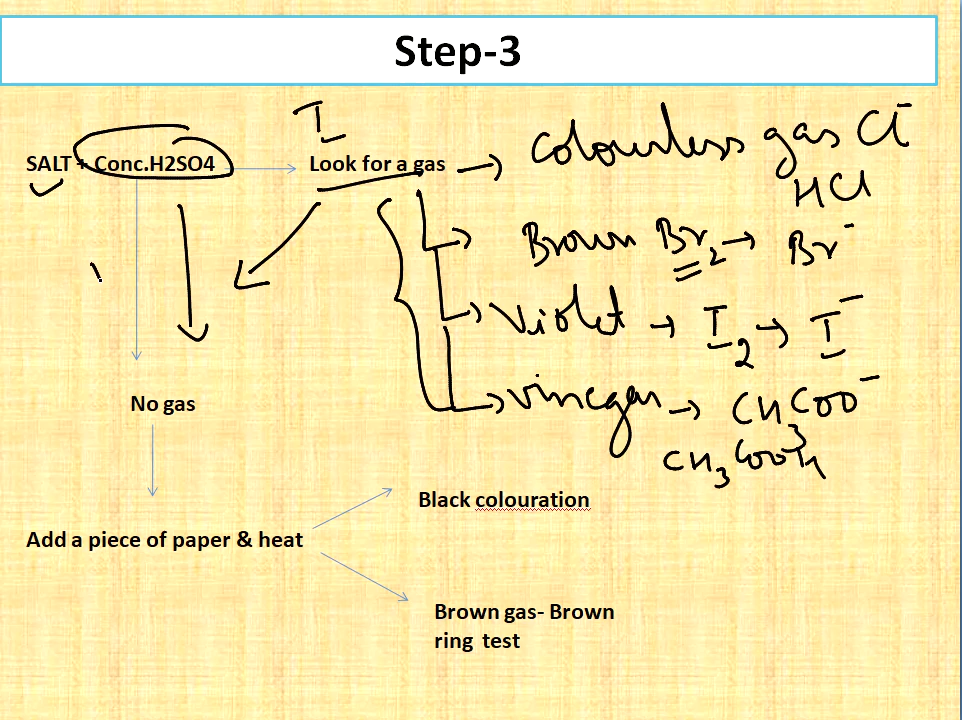 Step-3
I
SALT + Conc.H2SO4 → Look for a gas → Colourless gas Cl⁻
HCl
Brown Br₂ → Br⁻
Violet → I₂ → I⁻
No gas
vinegar → CH₃COO⁻
CH₃COOH
Black colouration
Add a piece of paper & heat
Brown gas- Brown
ring test